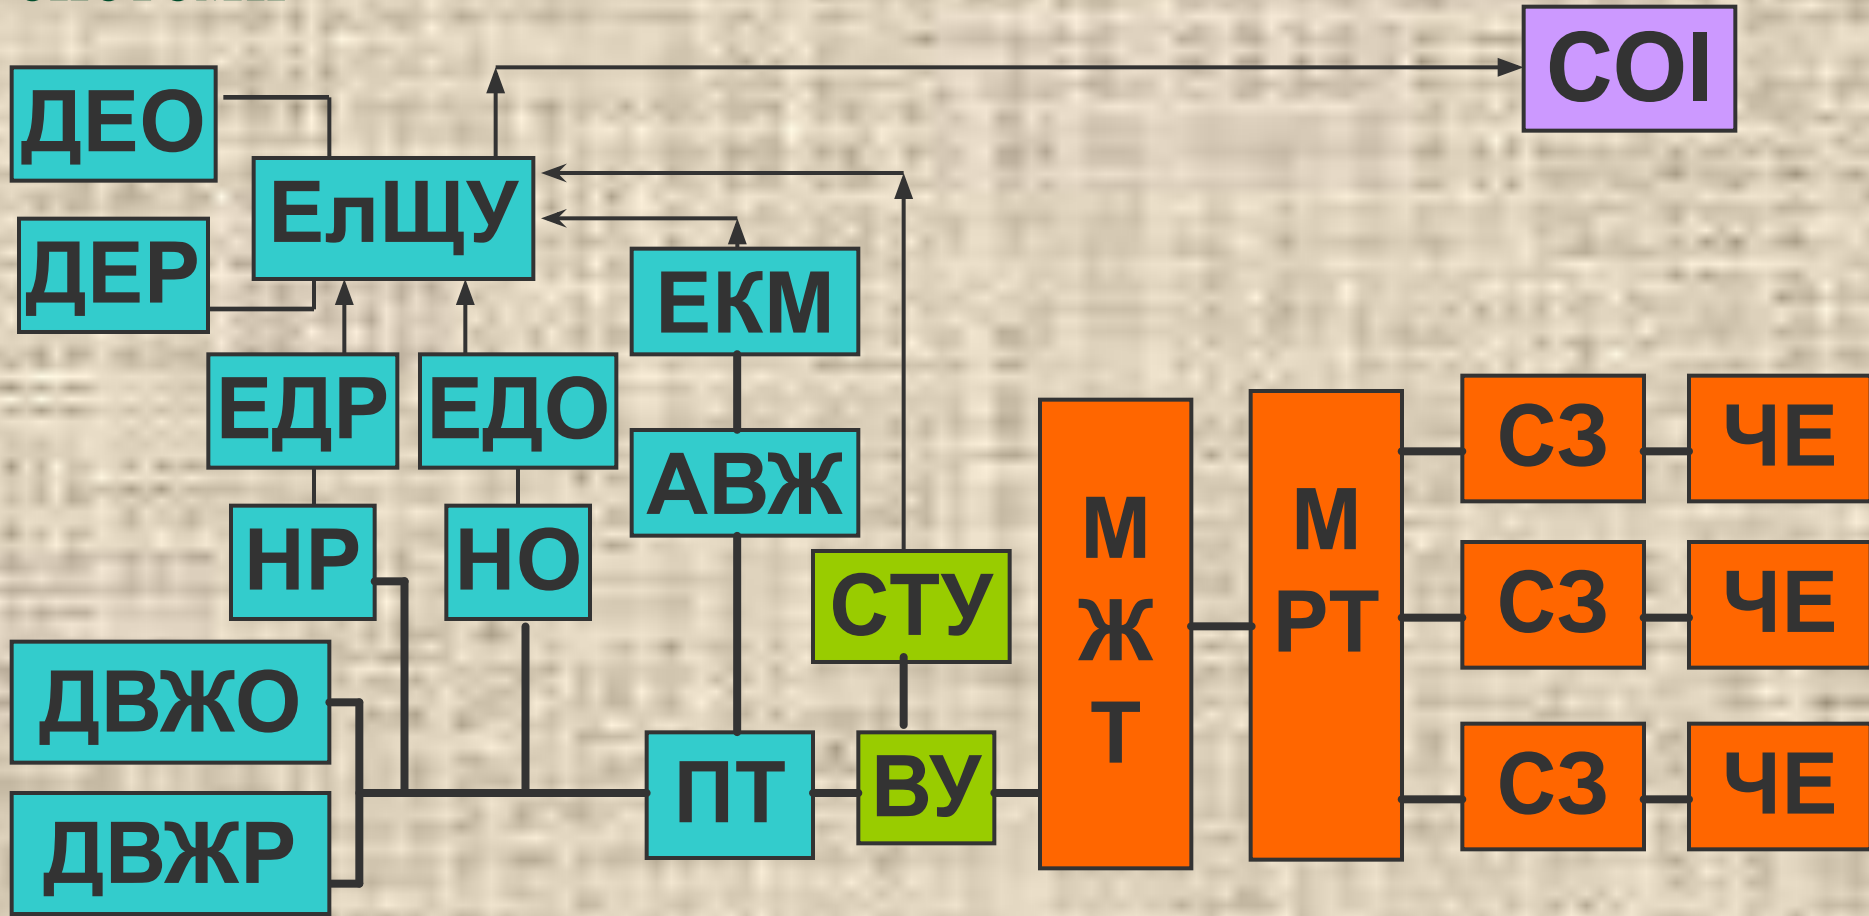 СОІ
ДЕО
ЕлЩУ
ДЕР
ЕКМ
ЕДР
ЕДО
АВЖ
НР
НО
СТУ
М
Ж
Т
М
РТ
СЗ
ЧЕ
СЗ
ЧЕ
СЗ
ЧЕ
ДВЖО
ПТ
ВУ
ДВЖР